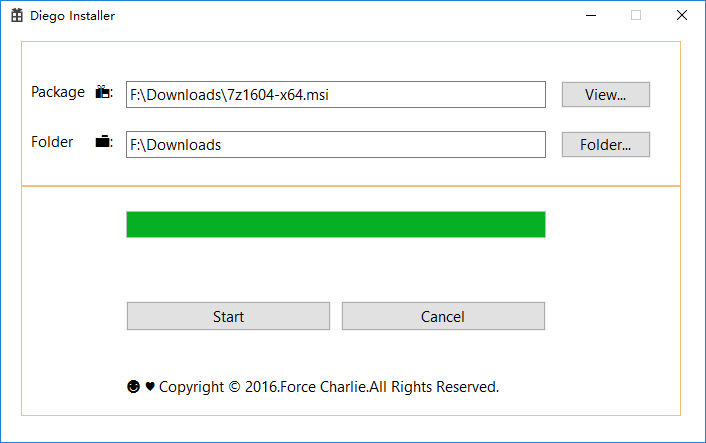 Diego Installer
Package 🎁: F:\Downloads\7z1604-x64.msi View...
Folder 💼: F:\Downloads Folder...
Start Cancel
☻ ♥ Copyright © 2016.Force Charlie.All Rights Reserved.